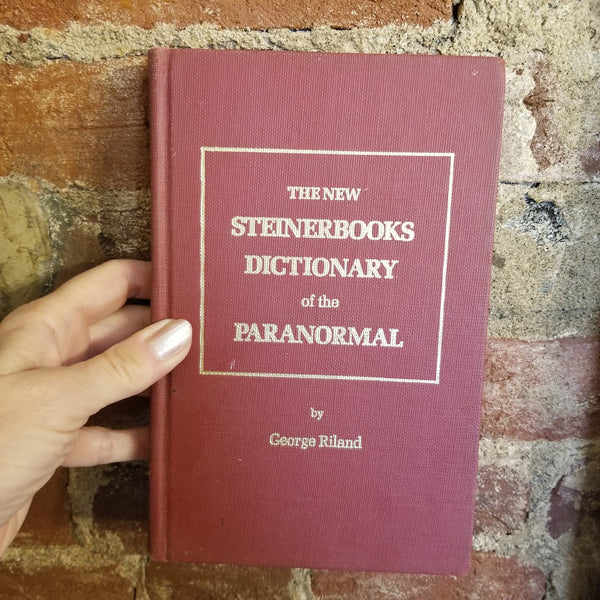 THE NEW
STEINERBOOKS
DICTIONARY
of the
PARANORMAL
by
George Riland